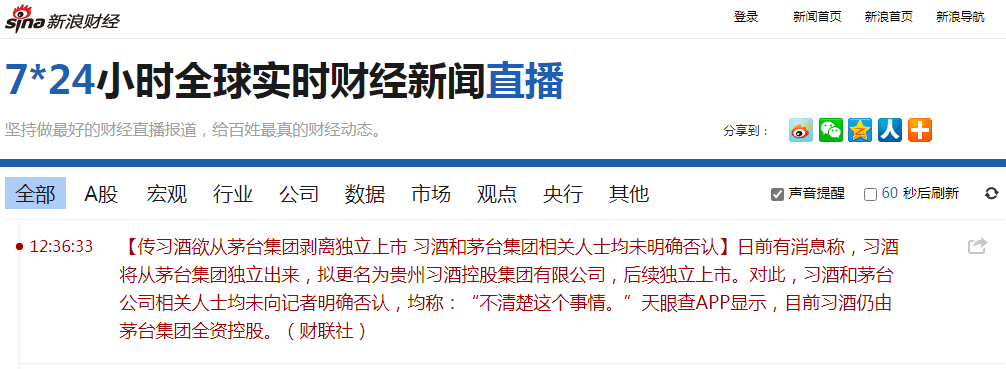 sina 新浪财经 登录 新闻首页 新浪首页 新浪导航
7*24小时全球实时财经新闻直播
坚持做最好的财经直播报道，给百姓最真的财经动态。 分享到：
全部 A股 宏观 行业 公司 数据 市场 观点 央行 其他 声音提醒 60 秒后刷新
12:36:33 【传习酒欲从茅台集团剥离独立上市 习酒和茅台集团相关人士均未明确否认】日前有消息称，习酒
将从茅台集团独立出来，拟更名为贵州习酒控股集团有限公司，后续独立上市。对此，习酒和茅台
公司相关人士均未向记者明确否认，均称：“不清楚这个事情。“天眼查APP显示，目前习酒仍由
茅台集团全资控股。（财联社）